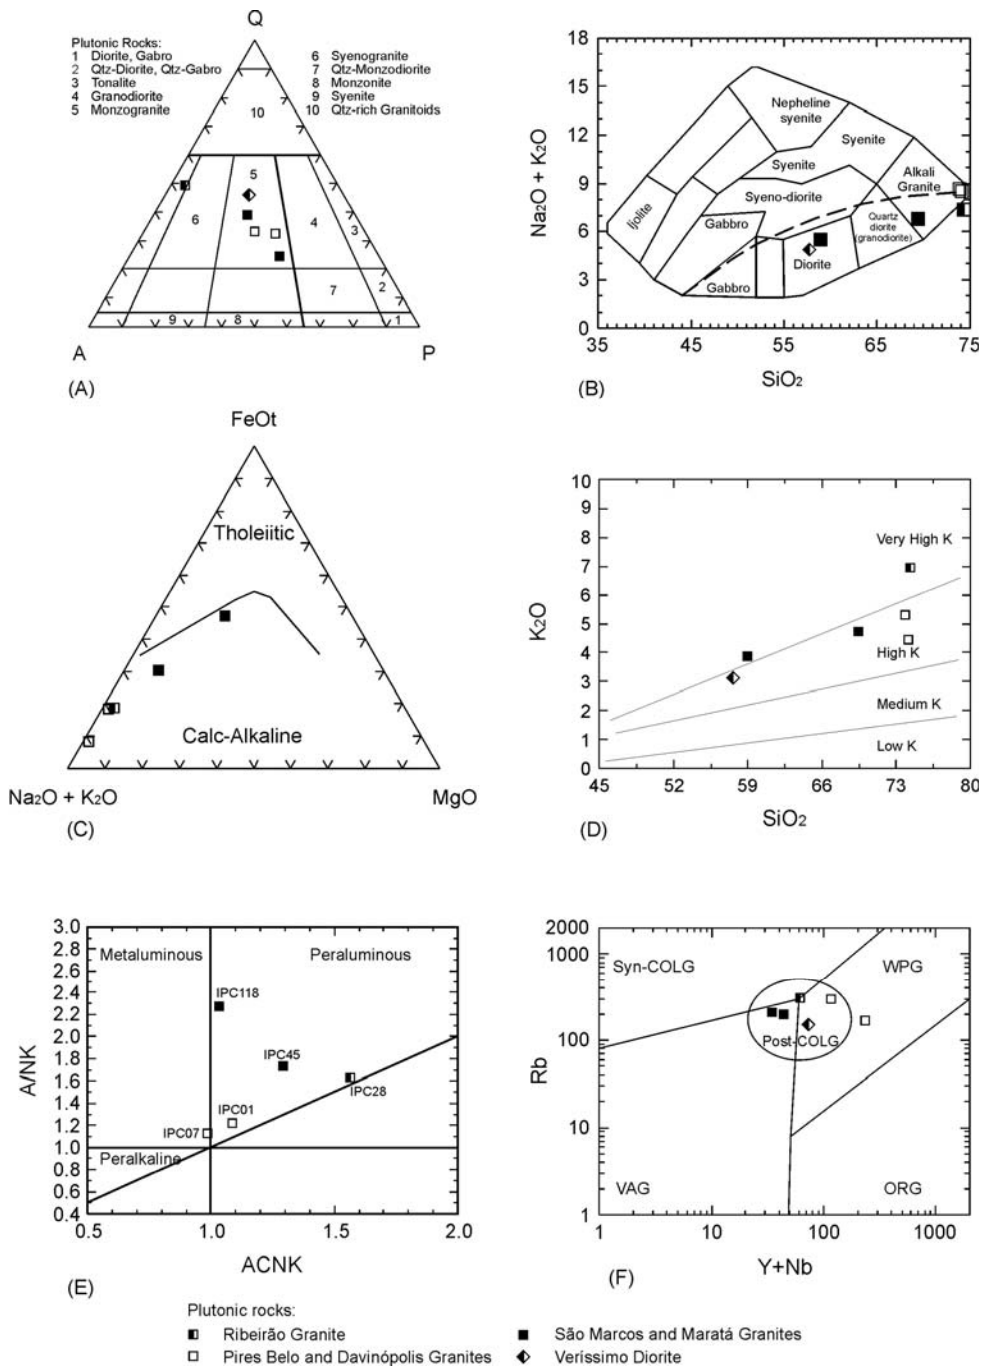 Q
Plutonic Rocks:
1 Diorite, Gabro
2 Qtz-Diorite, Qtz-Gabro
3 Tonalite
4 Granodiorite
5 Monzogranite
6 Syenogranite
7 Qtz-Monzodiorite
8 Monzonite
9 Syenite
10 Qtz-rich Granitoids
10
5
6
4
3
7
2
9
8
1
A
P
(A)
Na2O + K2O
18
15
12
9
6
3
0
Nepheline
syenite
Syenite
Syenite
Alkali
Granite
Syeno-diorite
Ijolite
Gabbro
Quartz
diorite
(granodiorite)
Diorite
Gabbro
35
45
55
65
75
(B)
SiO2
FeOt
Tholeiitic
Calc-Alkaline
Na2O + K2O
MgO
(C)
K2O
10
9
8
7
6
5
4
3
2
1
0
Very High K
High K
Medium K
Low K
45
52
59
66
73
80
(D)
SiO2
A/NK
3.0
2.8
2.6
2.4
2.2
2.0
1.8
1.6
1.4
1.2
1.0
0.8
0.6
0.4
Metaluminous
Peraluminous
IPC118
IPC45
IPC28
IPC01
IPC07
Peralkaline
0.5
1.0
1.5
2.0
ACNK
(E)
Rb
2000
1000
100
10
1
Syn-COLG
WPG
Post-COLG
VAG
ORG
1
10
100
1000
Y+Nb
(F)
Plutonic rocks:
Ribeirão Granite
Pires Belo and Davinópolis Granites
São Marcos and Maratá Granites
Veríssimo Diorite